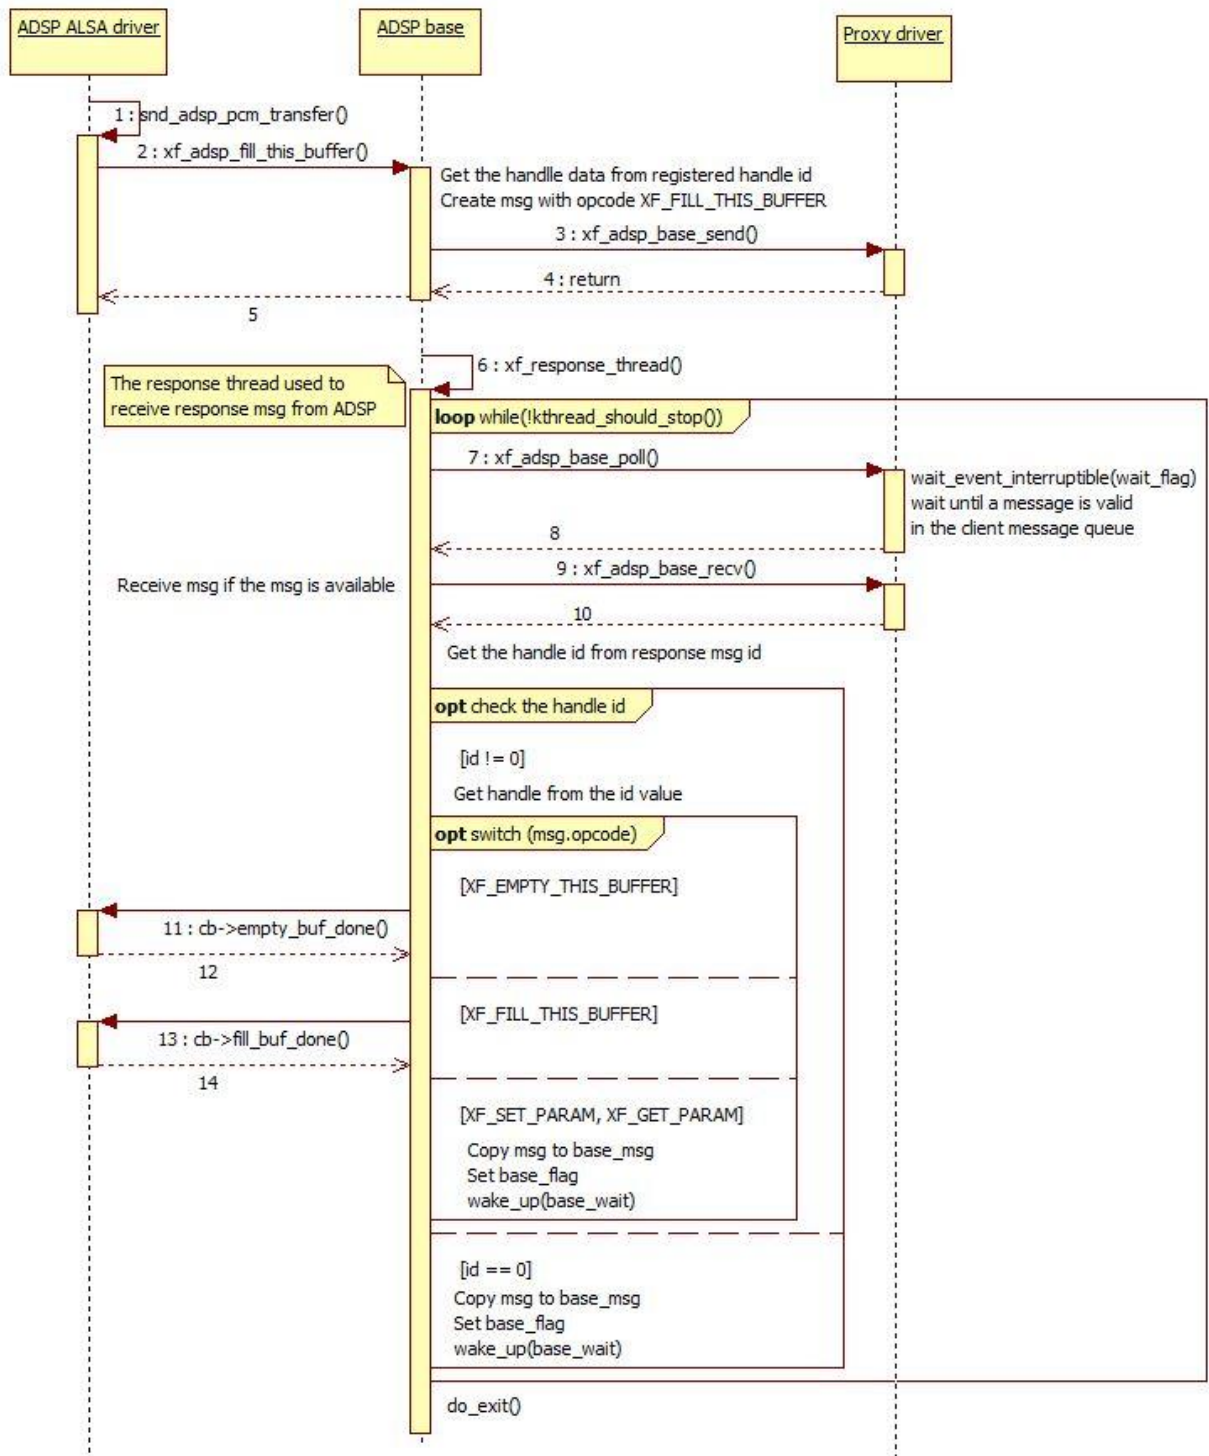 ADSP ALSA driver
ADSP base
Proxy driver
1 : snd_adsp_pcm_transfer()
2 : xf_adsp_fill_this_buffer()
Get the handlle data from registered handle id
Create msg with opcode XF_FILL_THIS_BUFFER
3 : xf_adsp_base_send()
4 : return
5
6 : xf_response_thread()
The response thread used to
receive response msg from ADSP
loop while(!kthread_should_stop())
7 : xf_adsp_base_poll()
wait_event_interruptible(wait_flag)
wait until a message is valid
in the client message queue
8
9 : xf_adsp_base_recv()
Receive msg if the msg is available
10
Get the handle id from response msg id
opt check the handle id
[id != 0]
Get handle from the id value
opt switch (msg.opcode)
[XF_EMPTY_THIS_BUFFER]
11 : cb->empty_buf_done()
12
[XF_FILL_THIS_BUFFER]
13 : cb->fill_buf_done()
14
[XF_SET_PARAM, XF_GET_PARAM]
Copy msg to base_msg
Set base_flag
wake_up(base_wait)
[id == 0]
Copy msg to base_msg
Set base_flag
wake_up(base_wait)
do_exit()